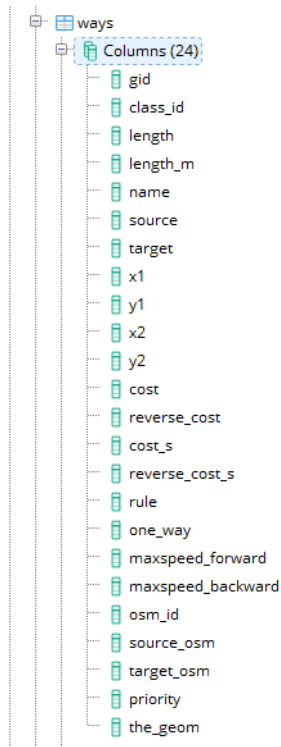 ways
Columns (24)
gid
class_id
length
length_m
name
source
target
x1
y1
x2
y2
cost
reverse_cost
cost_s
reverse_cost_s
rule
one_way
maxspeed_forward
maxspeed_backward
osm_id
source_osm
target_osm
priority
the_geom